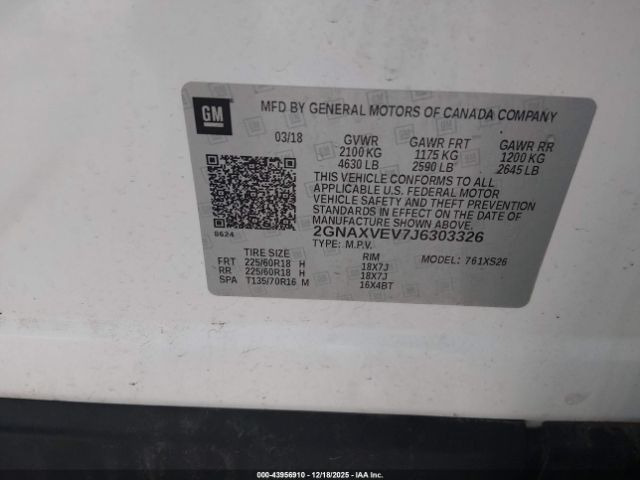 GM
MFD BY GENERAL MOTORS OF CANADA COMPANY
03/18 GVWR GAWR FRT GAWR RR
2100 KG 1175 KG 1200 KG
4630 LB 2590 LB 2645 LB
THIS VEHICLE CONFORMS TO ALL
APPLICABLE U.S. FEDERAL MOTOR
VEHICLE SAFETY AND THEFT PREVENTION
STANDARDS IN EFFECT ON THE DATE OF
MANUFACTURE SHOWN ABOVE.
8624
2GNAXVEV7J6303326
TYPE: M.P.V. MODEL: 761XS26
TIRE SIZE RIM
FRT 225/60R18 H 18X7J
RR 225/60R18 H 18X7J
SPA T135/70R16 M 16X4BT
000-43956910 - 12/18/2025 - IAA Inc.